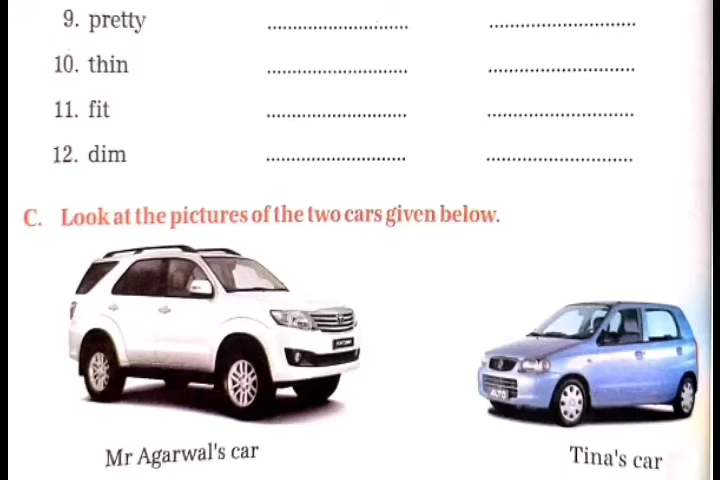 9. pretty .......................... ..........................
10. thin .......................... ..........................
11. fit .......................... ..........................
12. dim .......................... ..........................
C. Look at the pictures of the two cars given below.
ALTO
Mr Agarwal's car
Tina's car